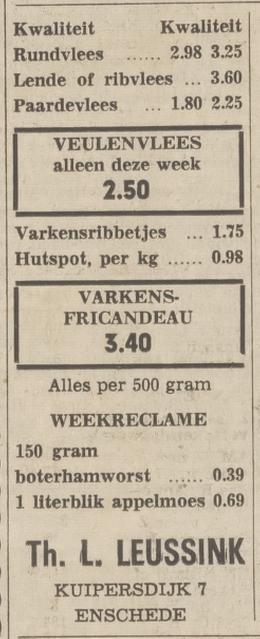 Kwaliteit Kwaliteit
Rundvlees ...... 2.98 3.25
Lende of ribvlees ... 3.60
Paardevlees ... 1.80 2.25
VEULENVLEES
alleen deze week
2.50
Varkensribbetjes ... 1.75
Hutspot, per kg ...... 0.98
VARKENS-
FRICANDEAU
3.40
Alles per 500 gram
WEEKRECLAME
150 gram
boterhamworst ...... 0.39
1 literblik appelmoes 0.69
Th. L. LEUSSINK
KUIPERSDIJK 7
ENSCHEDE